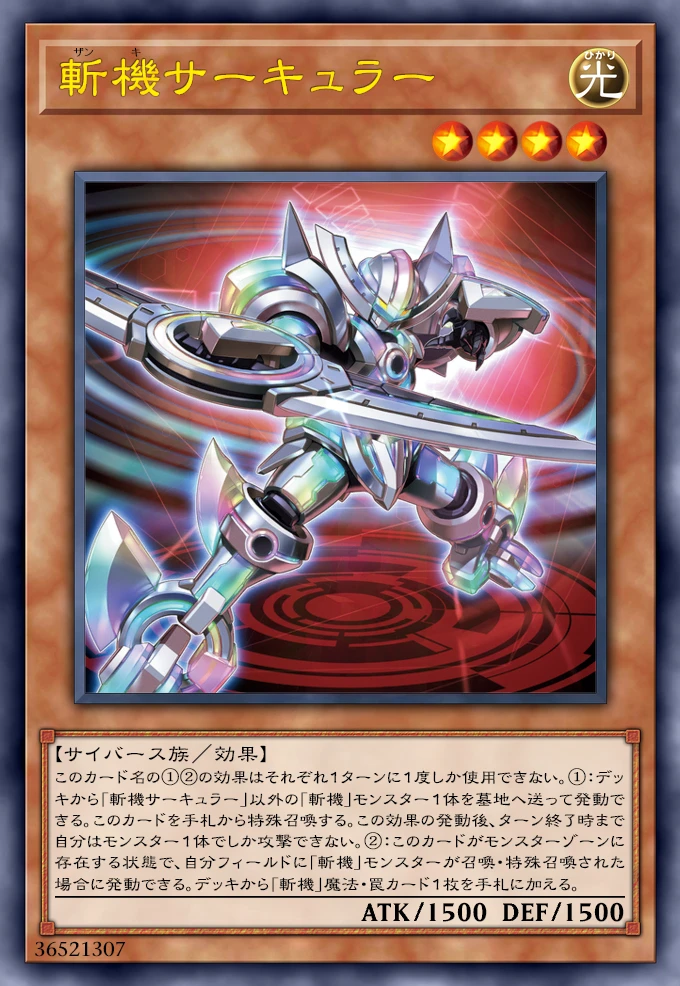 ザン キ
斬機サーキュラー
ひかり
光
【サイバース族／効果】
このカード名の①②の効果はそれぞれ1ターンに1度しか使用できない。①：デッ
キから「斬機サーキュラー」以外の「斬機」モンスター1体を墓地へ送って発動で
きる。このカードを手札から特殊召喚する。この効果の発動後、ターン終了時まで
自分はモンスター1体でしか攻撃できない。②：このカードがモンスターゾーンに
存在する状態で、自分フィールドに「斬機」モンスターが召喚・特殊召喚された
場合に発動できる。デッキから「斬機」魔法・罠カード1枚を手札に加える。
ATK/1500 DEF/1500
36521307